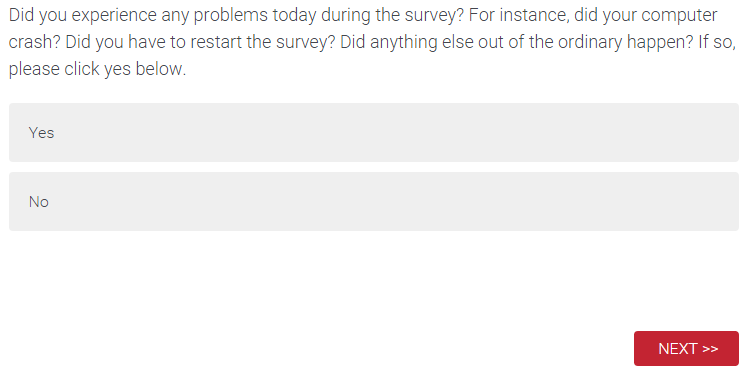 Did you experience any problems today during the survey? For instance, did your computer
crash? Did you have to restart the survey? Did anything else out of the ordinary happen? If so,
please click yes below.
Yes
No
NEXT >>